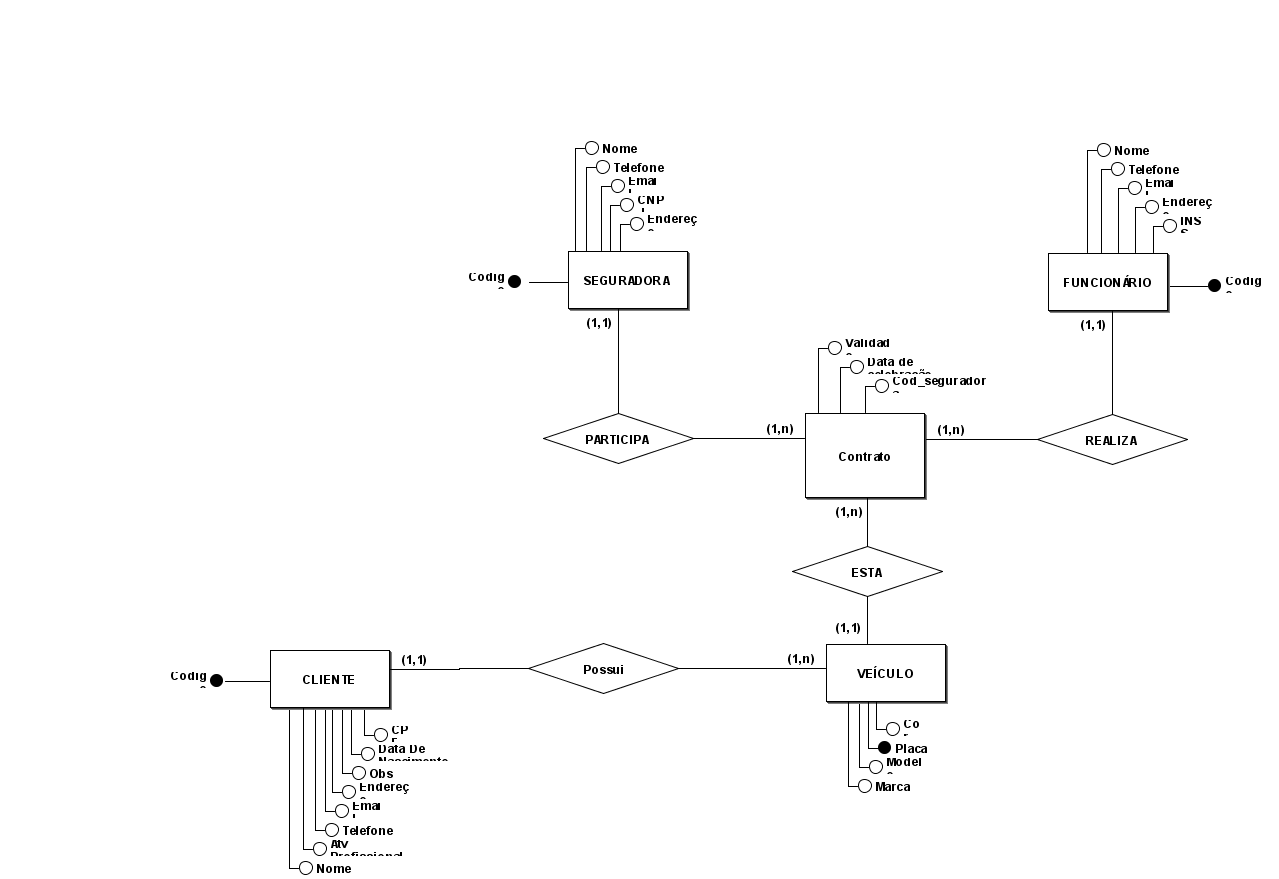 Nome
Telefone
Emai
l
CNP
J
Endereç
o
Codig
o
SEGURADORA
(1,1)
Nome
Telefone
Emai
l
Endereç
o
INS
S
FUNCIONÁRIO
Codig
o
(1,1)
Validad
e
Data de
celebração
Cod_segurador
a
PARTICIPA
(1,n)
Contrato
(1,n)
REALIZA
(1,n)
ESTA
(1,1)
Codig
o
CLIENTE
(1,1)
Possui
(1,n)
VEÍCULO
CP
F
Data De
Nascimento
Obs
Endereç
o
Emai
l
Telefone
Atv
Profissional
Nome
Co
r
Placa
Model
o
Marca